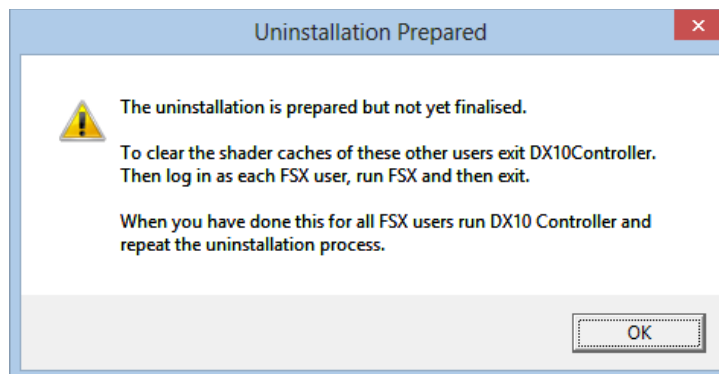 Uninstallation Prepared
The uninstallation is prepared but not yet finalised.
To clear the shader caches of these other users exit DX10Controller.
Then log in as each FSX user, run FSX and then exit.
When you have done this for all FSX users run DX10 Controller and
repeat the uninstallation process.
OK